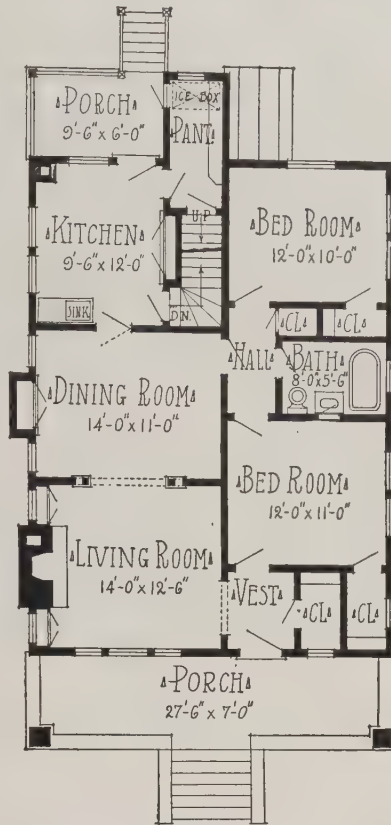 PORCH
9'-6" x 6'-0"
ICE BOX
PANT.
UP
KITCHEN
9'-6" x 12'-0"
BED ROOM
12'-0" x 10'-0"
SINK
DN.
CL
CL
HALL
BATH
8-0 x 5'-6"
DINING ROOM
14'-0" x 11'-0"
BED ROOM
12'-0" x 11'-0"
LIVING ROOM
14'-0" x 12'-6"
VEST
CL
CL
PORCH
27'-6" x 7'-0"